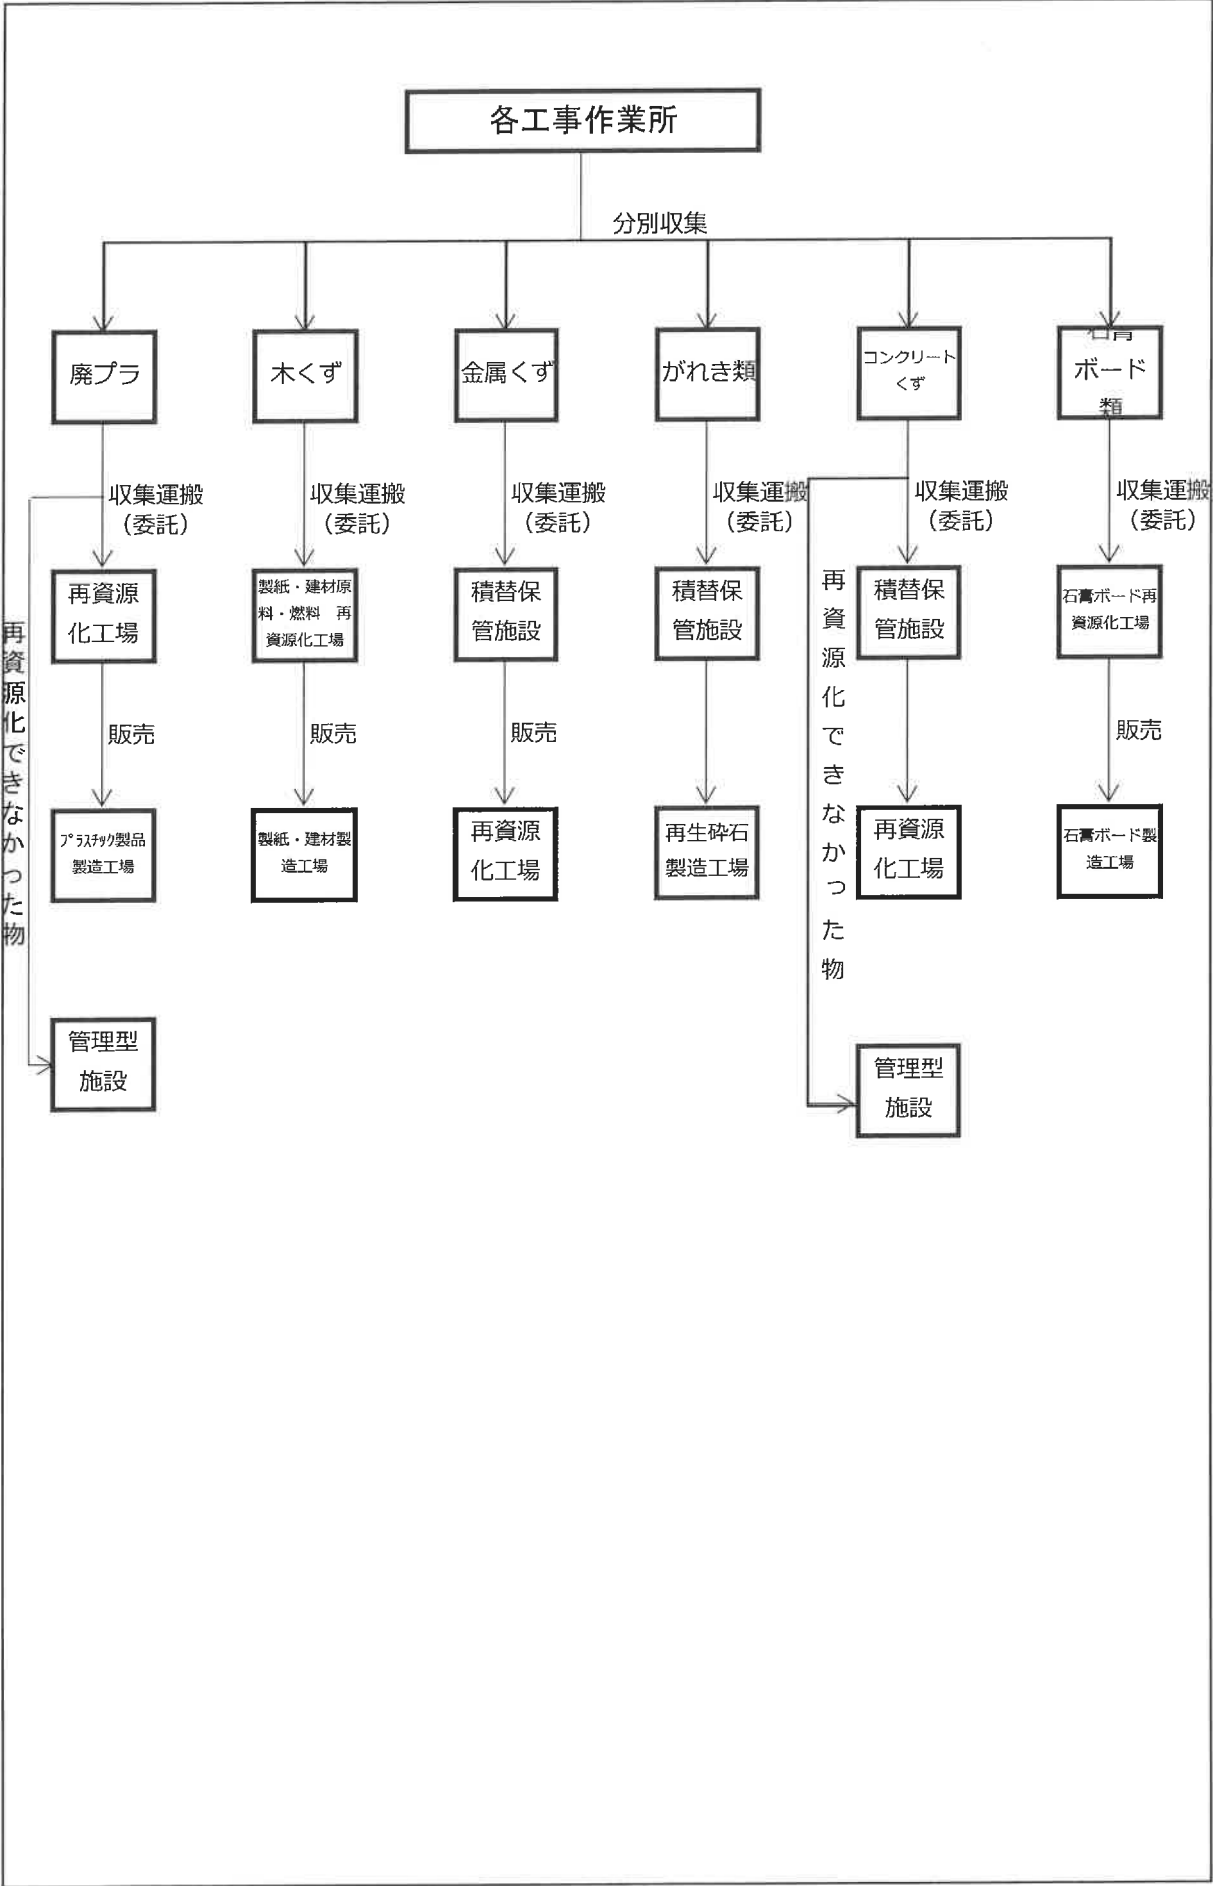 各工事作業所
分別収集
廃プラ
木くず
金属くず
がれき類
コンクリート
くず
石膏
ボード
類
収集運搬
（委託）
収集運搬
（委託）
収集運搬
（委託）
収集運搬
（委託）
収集運搬
（委託）
収集運搬
（委託）
再資源
化工場
製紙・建材原
料・燃料　再
資源化工場
積替保
管施設
積替保
管施設
積替保
管施設
石膏ボード再
資源化工場
再資源化できなかった物
再資源化できなかった物
販売
販売
販売
販売
ﾌﾟﾗｽﾁｯｸ製品
製造工場
製紙・建材製
造工場
再資源
化工場
再生砕石
製造工場
再資源
化工場
石膏ボード製
造工場
管理型
施設
管理型
施設